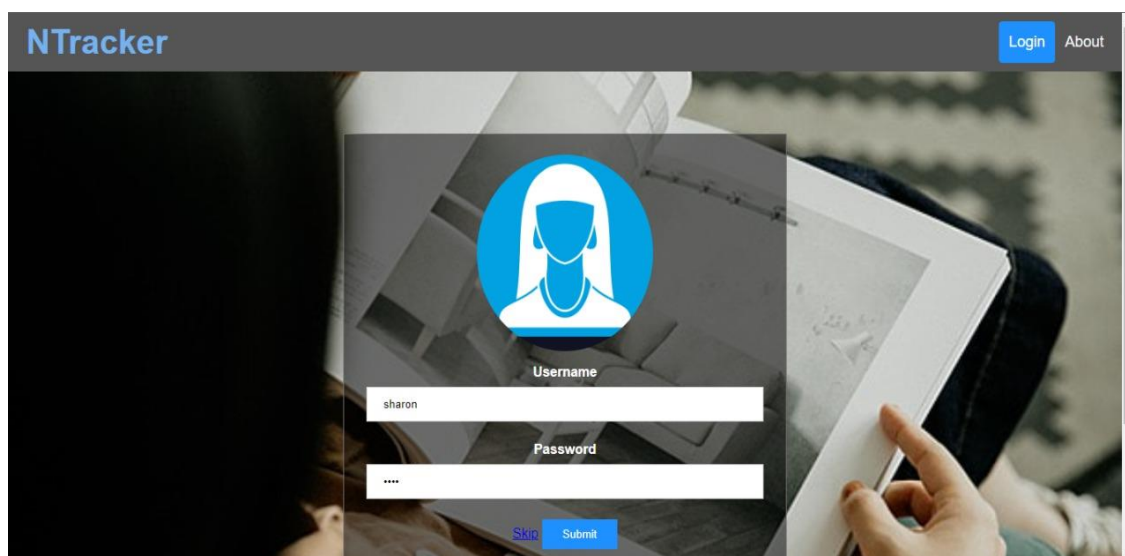 NTracker
Login About
Username
sharon
Password
••••
Skip Submit